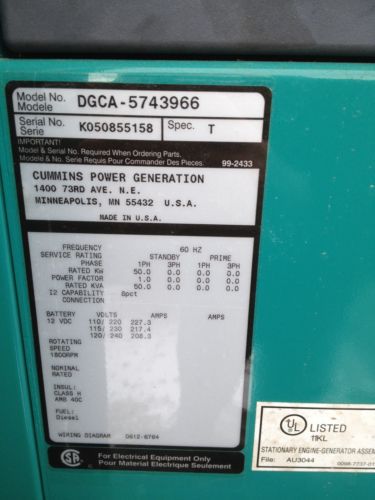 Model No. DGCA-5743966
Modele
Serial No. K050855158 Spec. T
Serie
IMPORTANT!
Model & Serial No. Required When Ordering Parts.
Modele & Serie Requis Pour Commander Des Pieces. 99-2433
CUMMINS POWER GENERATION
1400 73RD AVE. N.E.
MINNEAPOLIS, MN 55432 U.S.A.
MADE IN U.S.A.
FREQUENCY 60 HZ
SERVICE RATING STANDBY PRIME
PHASE 1PH 3PH 1PH 3PH
RATED KW 50.0 0.0 0.0 0.0
POWER FACTOR 1.0 0.0 0.0 0.0
RATED KVA 50.0 0.0 0.0 0.0
I2 CAPABILITY 8pct
CONNECTION
BATTERY VOLTS AMPS AMPS
12 VDC 110/ 220 227.3
115/ 230 217.4
120/ 240 208.3
ROTATING
SPEED
1800RPM
NOMINAL
RATED
INSUL:
CLASS H
AMB 40C
FUEL:
Diesel
WIRING DIAGRAM 0612-6764
SA
For Electrical Equipment Only
Pour Material Electrique Seulement
UL LISTED
11KL
STATIONARY ENGINE-GENERATOR ASSEM
File: AU3044